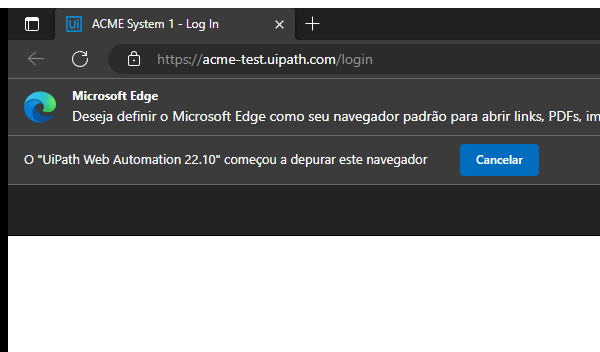 Ui ACME System 1 - Log In
https://acme-test.uipath.com/login
Microsoft Edge
Deseja definir o Microsoft Edge como seu navegador padrão para abrir links, PDFs, im
O "UiPath Web Automation 22.10" começou a depurar este navegador
Cancelar